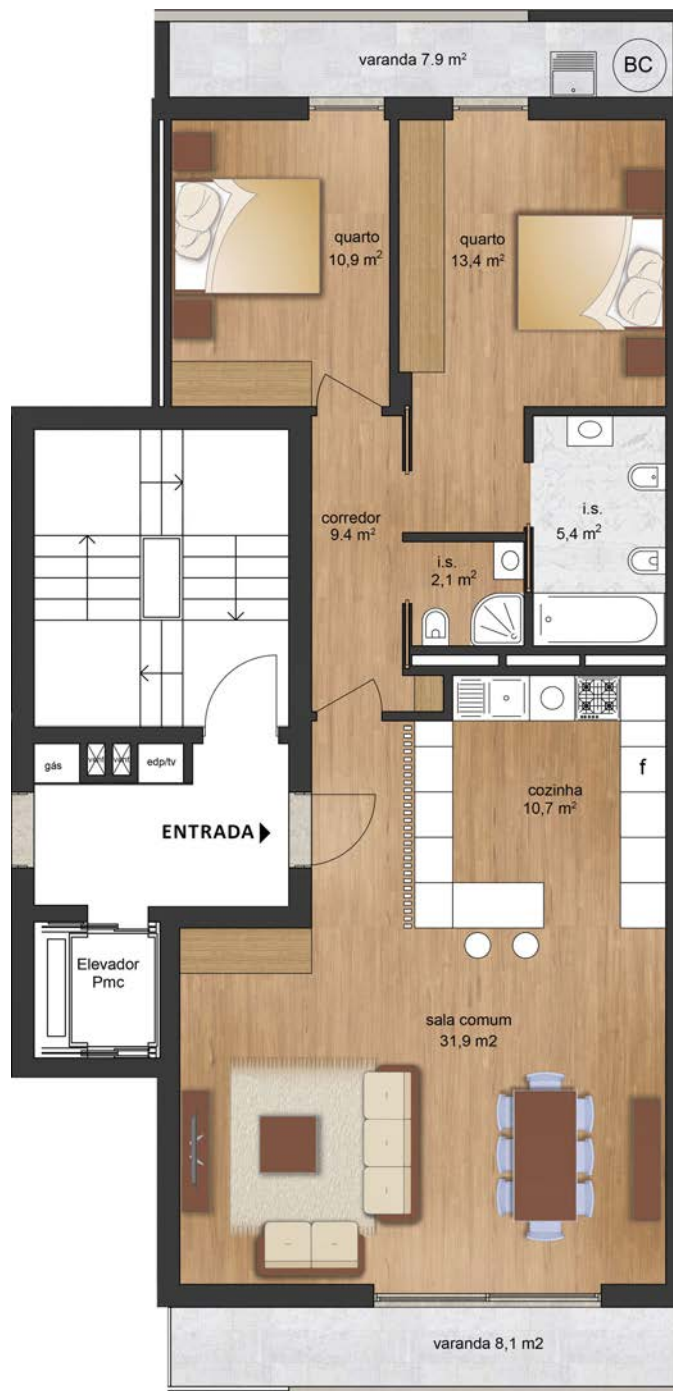 varanda 7.9 m²
BC
quarto
10,9 m²
quarto
13,4 m²
corredor
9.4 m²
i.s.
5,4 m²
i.s.
2,1 m²
gás
vent
vent
edp/tv
f
cozinha
10,7 m²
ENTRADA
Elevador
Pmc
sala comum
31,9 m2
varanda 8,1 m2